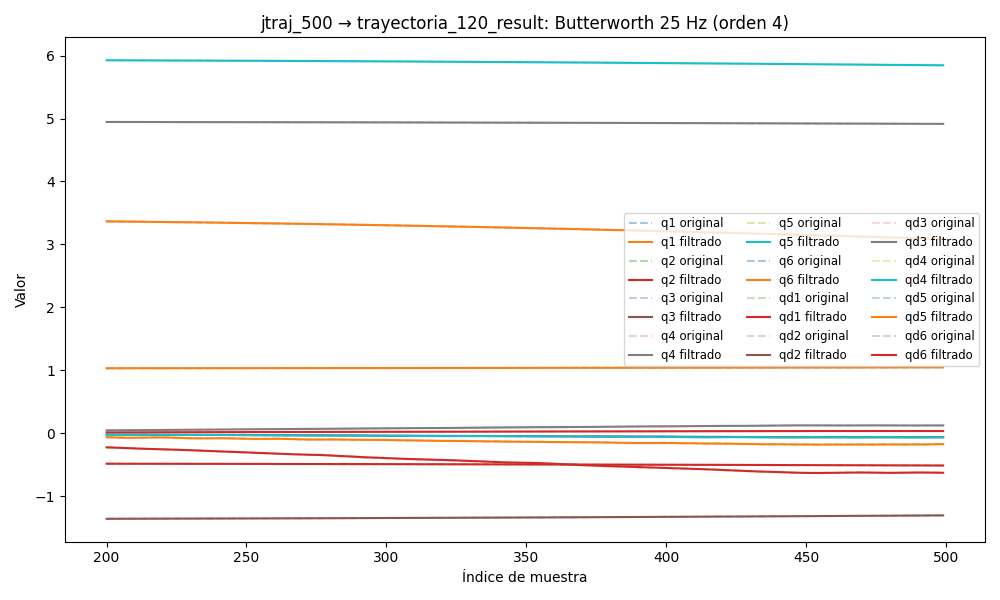 jtraj_500 → trayectoria_120_result: Butterworth 25 Hz (orden 4)
6
5
4
3
2
1
0
−1
Valor
q1 original
q1 filtrado
q2 original
q2 filtrado
q3 original
q3 filtrado
q4 original
q4 filtrado
q5 original
q5 filtrado
q6 original
q6 filtrado
qd1 original
qd1 filtrado
qd2 original
qd2 filtrado
qd3 original
qd3 filtrado
qd4 original
qd4 filtrado
qd5 original
qd5 filtrado
qd6 original
qd6 filtrado
200 250 300 350 400 450 500
Índice de muestra